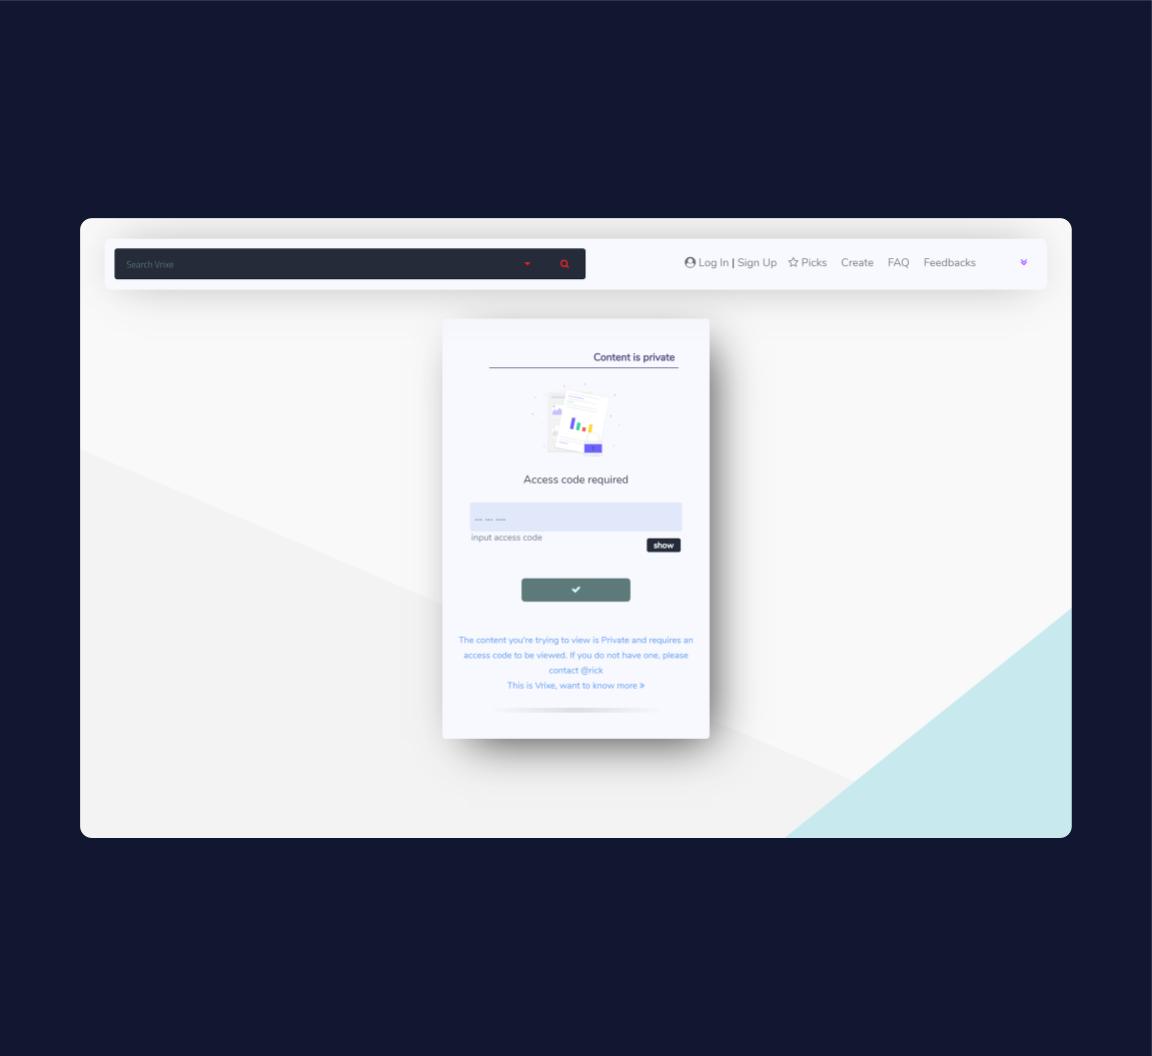 Search Vrixe
Log In | Sign Up Picks Create FAQ Feedbacks
Content is private
Access code required
--- --- ---
input access code
show
The content you're trying to view is Private and requires an
access code to be viewed. If you do not have one, please
contact @rick
This is Vrixe, want to know more »